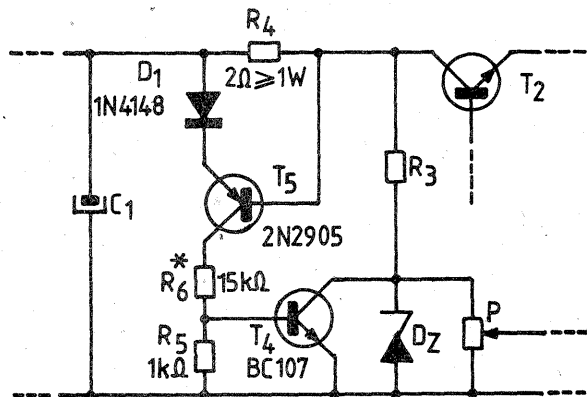 R4
2Ω≥1W
D1
1N4148
T2
R3
T5
C1
2N2905
*
R6 15kΩ
P
R5
1kΩ
T4
BC107
DZ